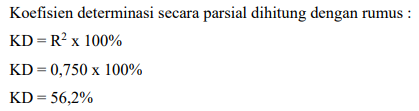 Koefisien determinasi secara parsial dihitung dengan rumus :
KD = R² x 100%
KD = 0,750 x 100%
KD = 56,2%